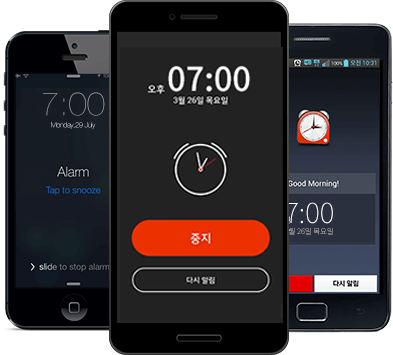 7:00
Monday,29 July
Alarm
Tap to snooze
slide to stop alarm
오후 07:00
3월 26일 목요일
중지
다시 알림
100% 오전 10:31
Good Morning!
7:00
26일 목요일
다시 알림